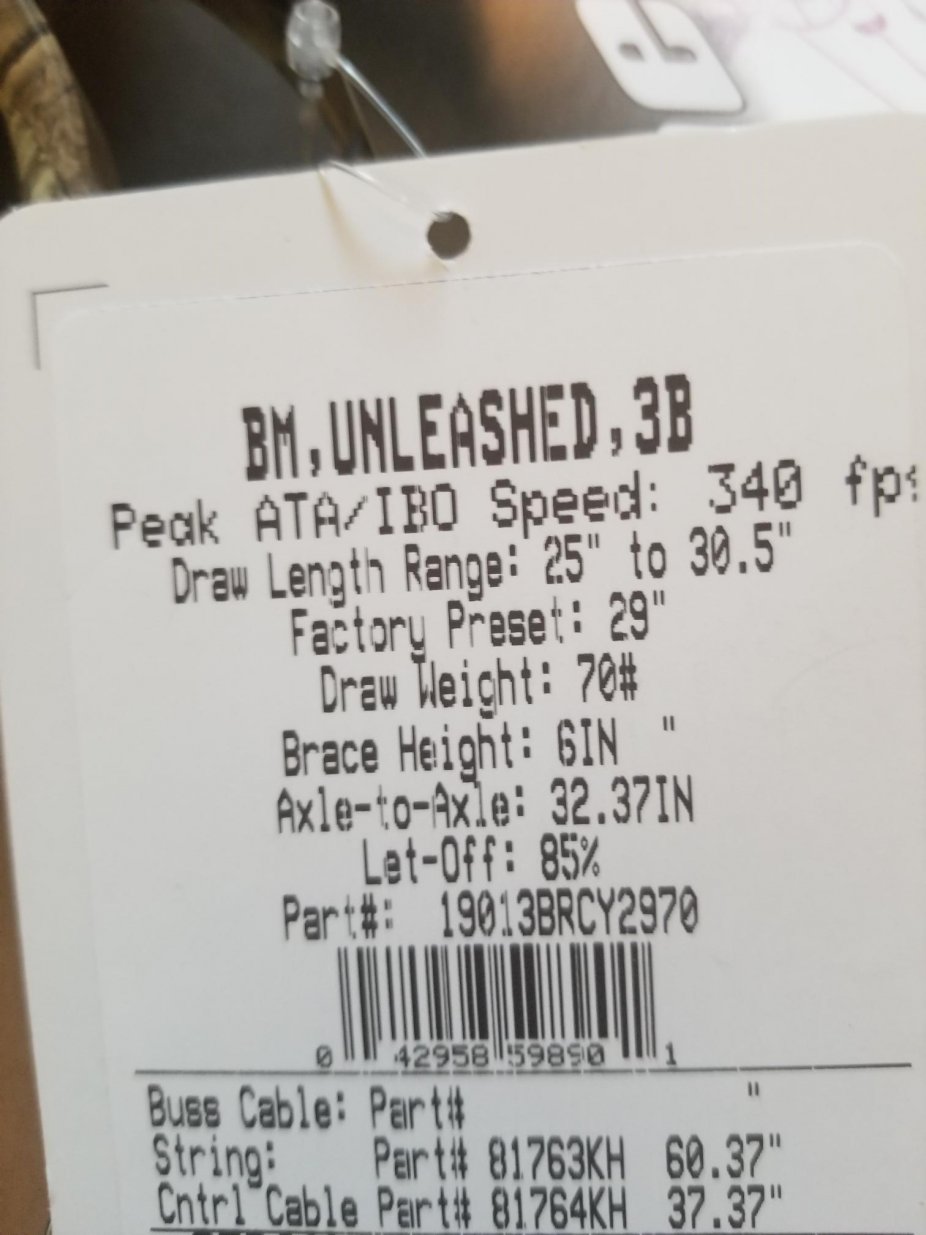 BM,UNLEASHED,3B
Peak ATA/IBO Speed: 340 fps
Draw Length Range: 25" to 30.5"
Factory Preset: 29"
Draw Weight: 70#
Brace Height: 6IN "
Axle-to-Axle: 32.37IN
Let-Off: 85%
Part#: 19013BRCY2970
0 42958 59890 1
Buss Cable: Part# "
String: Part# 81763KH 60.37"
Cntrl Cable Part# 81764KH 37.37"